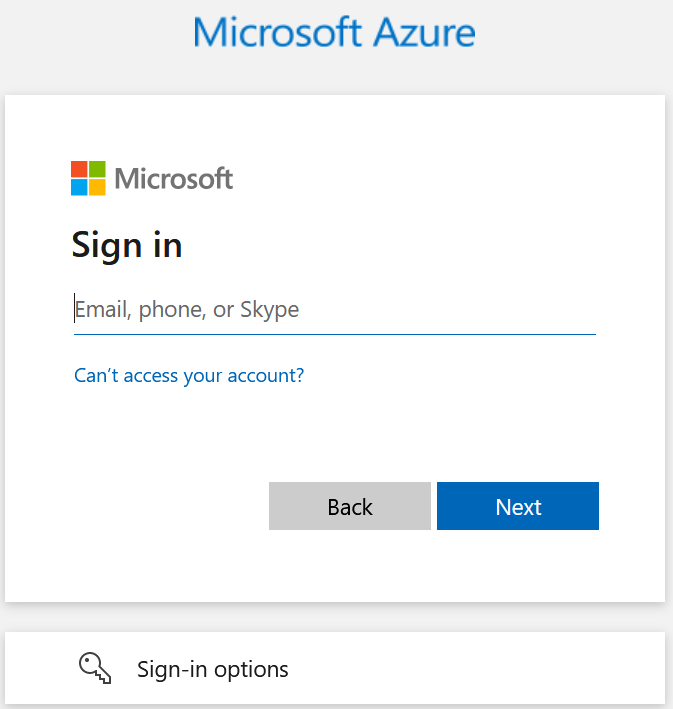 Microsoft Azure
Microsoft
Sign in
Email, phone, or Skype
Can’t access your account?
Back
Next
Sign-in options